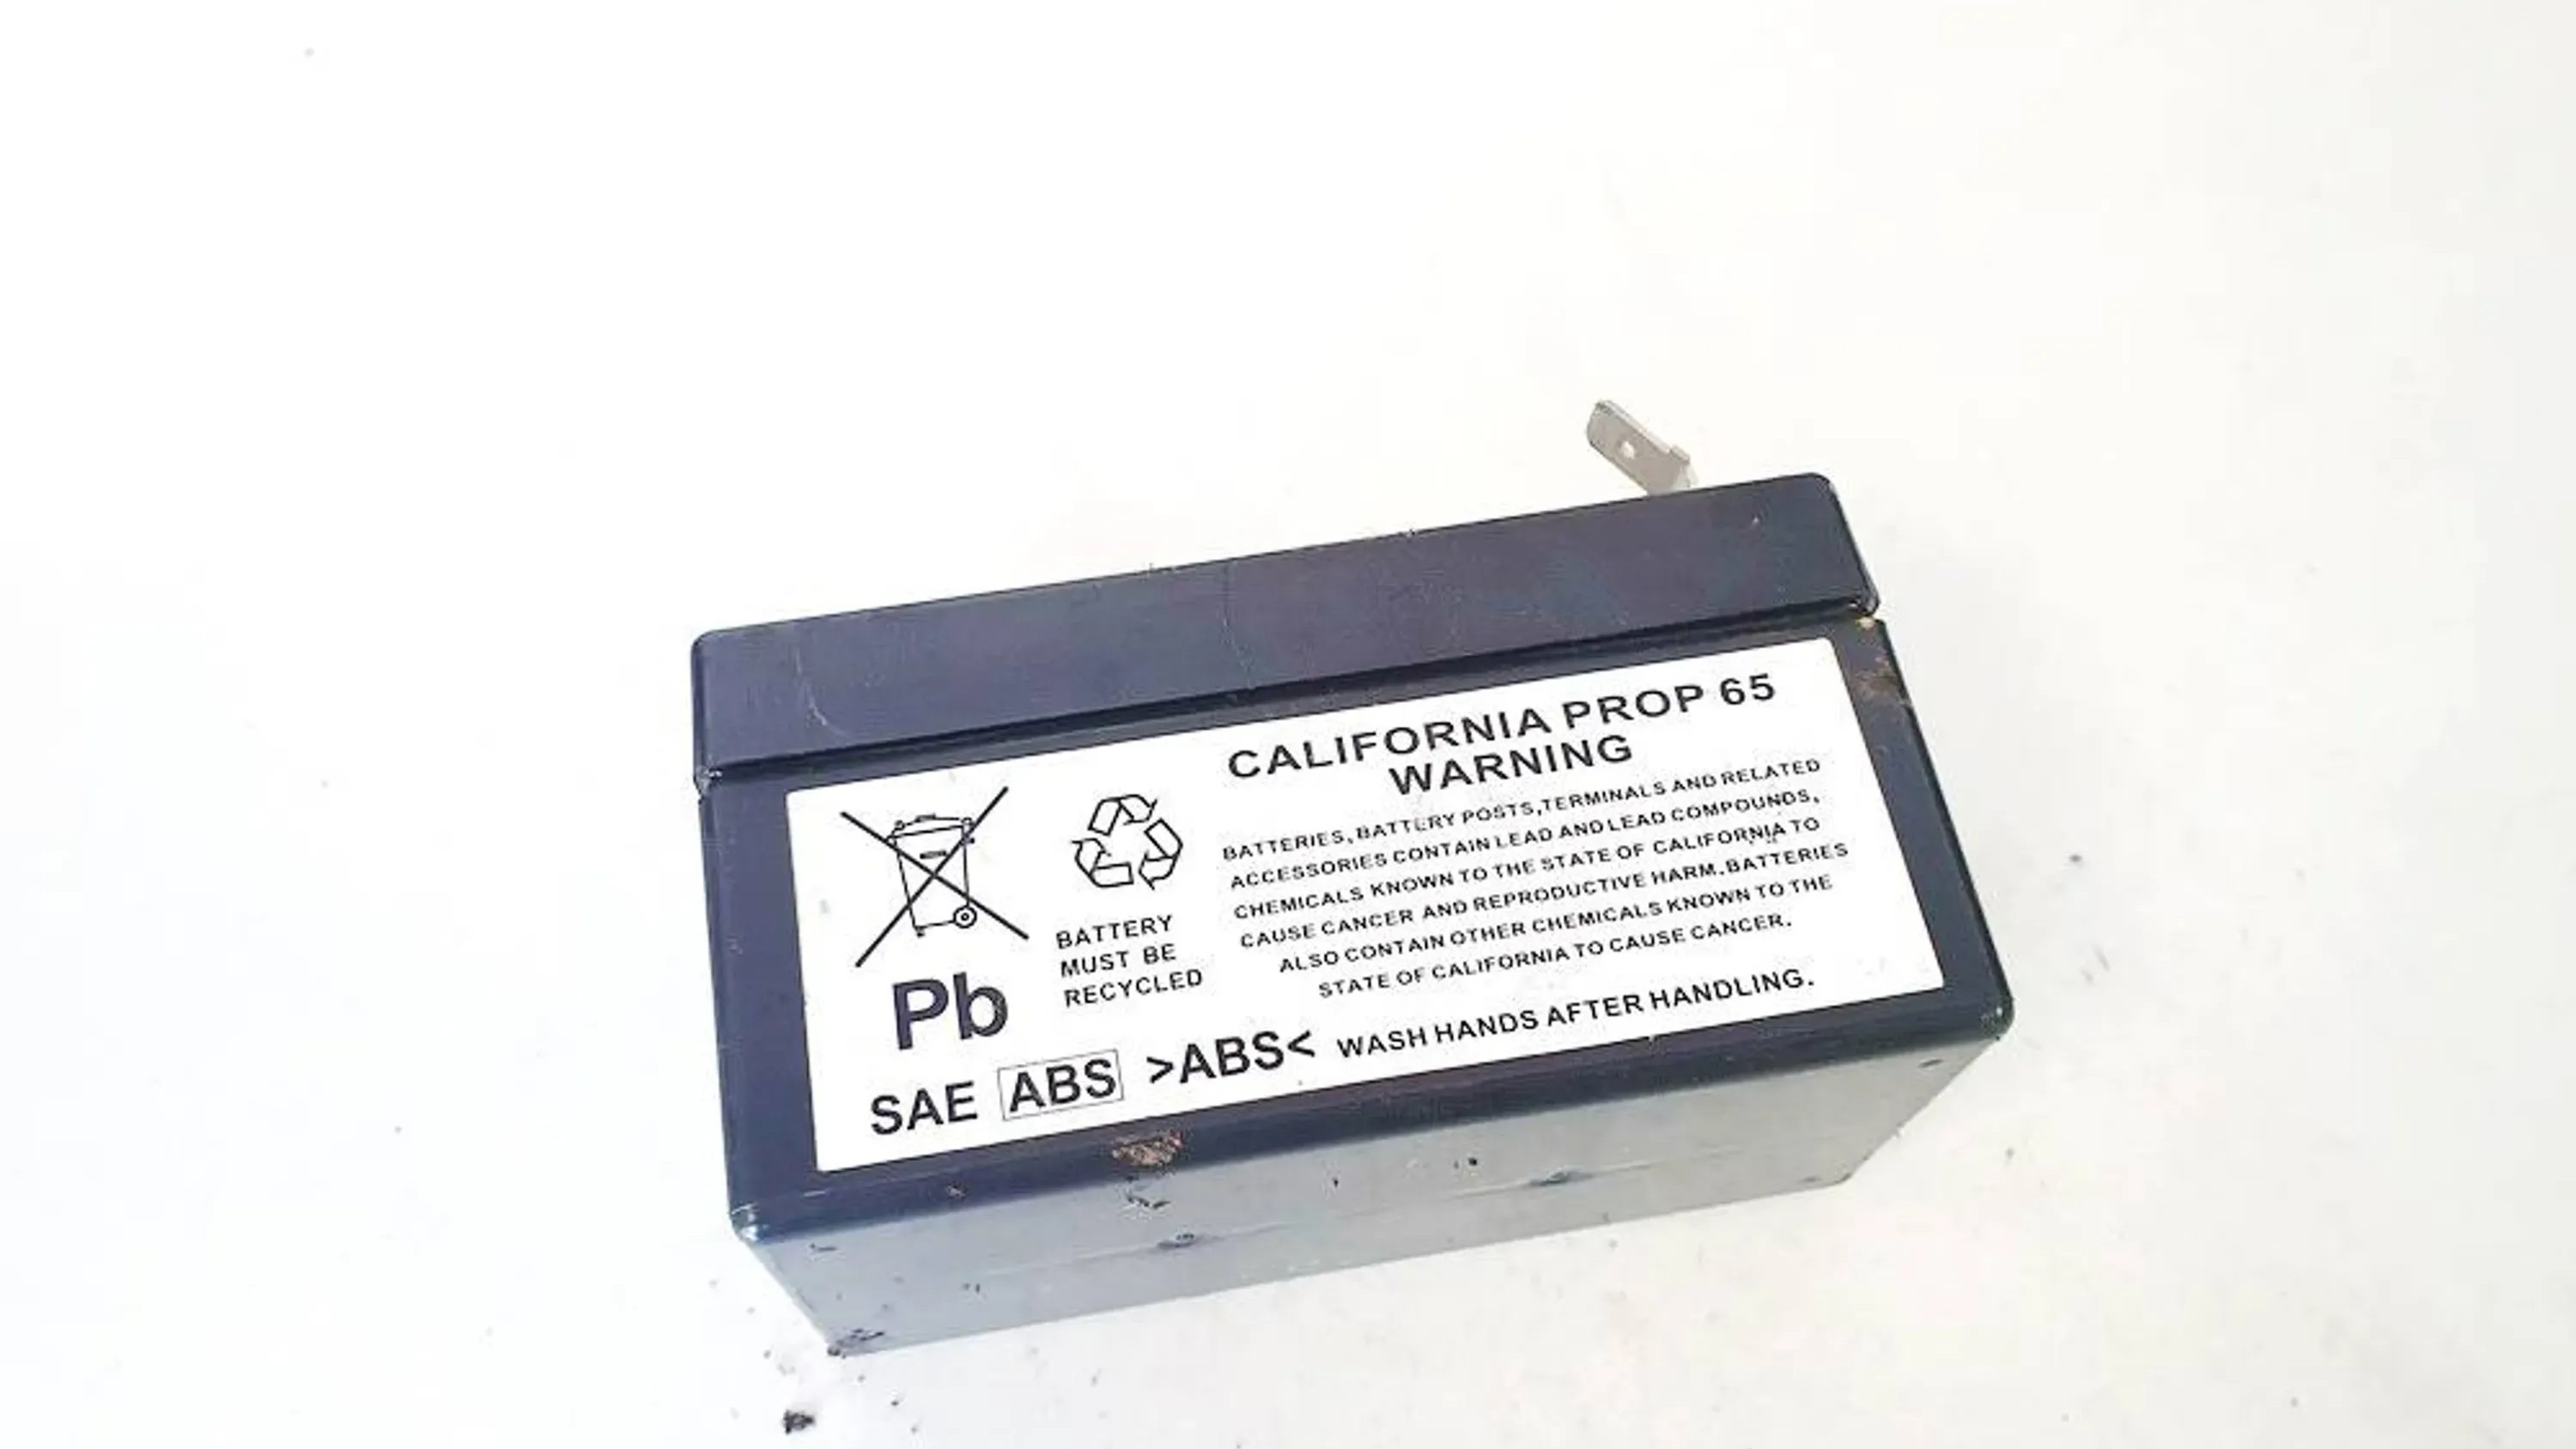 CALIFORNIA PROP 65
WARNING
BATTERIES, BATTERY POSTS, TERMINALS AND RELATED
ACCESSORIES CONTAIN LEAD AND LEAD COMPOUNDS,
CHEMICALS KNOWN TO THE STATE OF CALIFORNIA TO
CAUSE CANCER AND REPRODUCTIVE HARM. BATTERIES
ALSO CONTAIN OTHER CHEMICALS KNOWN TO THE
STATE OF CALIFORNIA TO CAUSE CANCER.
BATTERY
MUST BE
RECYCLED
Pb
SAE ABS >ABS< WASH HANDS AFTER HANDLING.